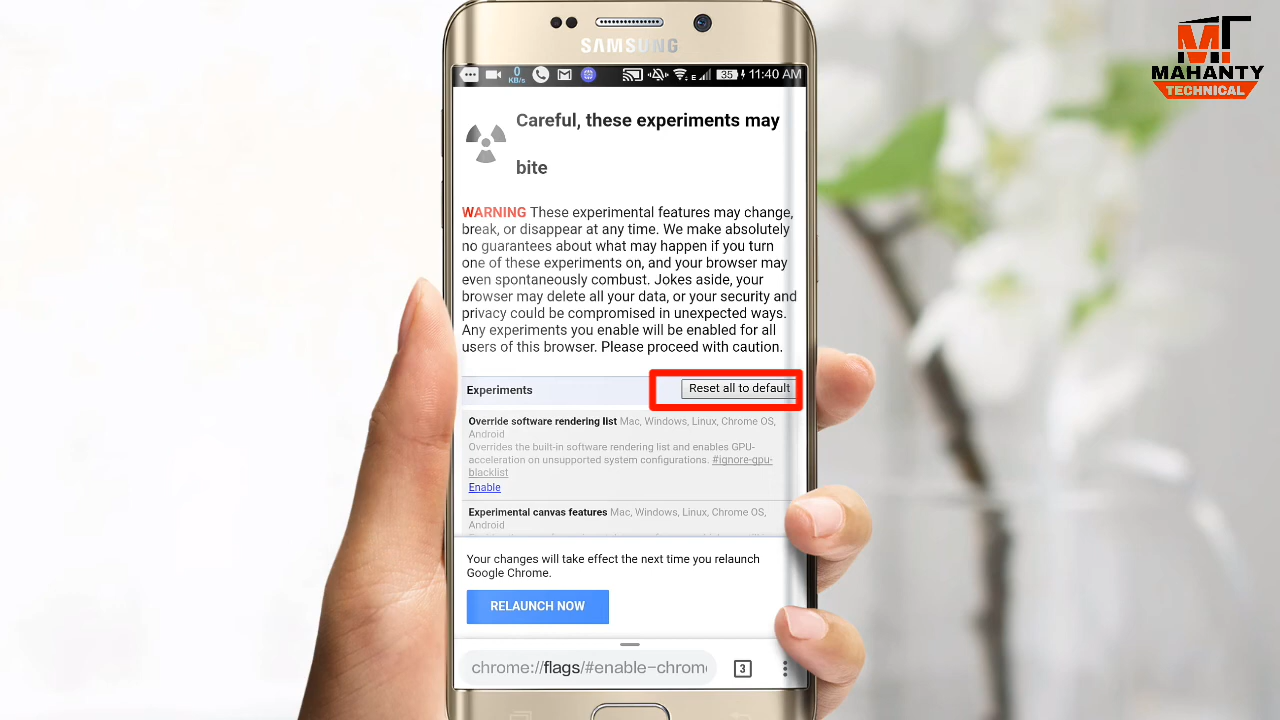 SAMSUNG
0
KB/s
E
35
11:40 AM
MT
MAHANTY
TECHNICAL
Careful, these experiments may
bite
WARNING These experimental features may change,
break, or disappear at any time. We make absolutely
no guarantees about what may happen if you turn
one of these experiments on, and your browser may
even spontaneously combust. Jokes aside, your
browser may delete all your data, or your security and
privacy could be compromised in unexpected ways.
Any experiments you enable will be enabled for all
users of this browser. Please proceed with caution.
Experiments
Reset all to default
Override software rendering list Mac, Windows, Linux, Chrome OS,
Android
Overrides the built-in software rendering list and enables GPU-
acceleration on unsupported system configurations. #ignore-gpu-
blacklist
Enable
Experimental canvas features Mac, Windows, Linux, Chrome OS,
Android
Your changes will take effect the next time you relaunch
Google Chrome.
RELAUNCH NOW
chrome://flags/#enable-chrom
3